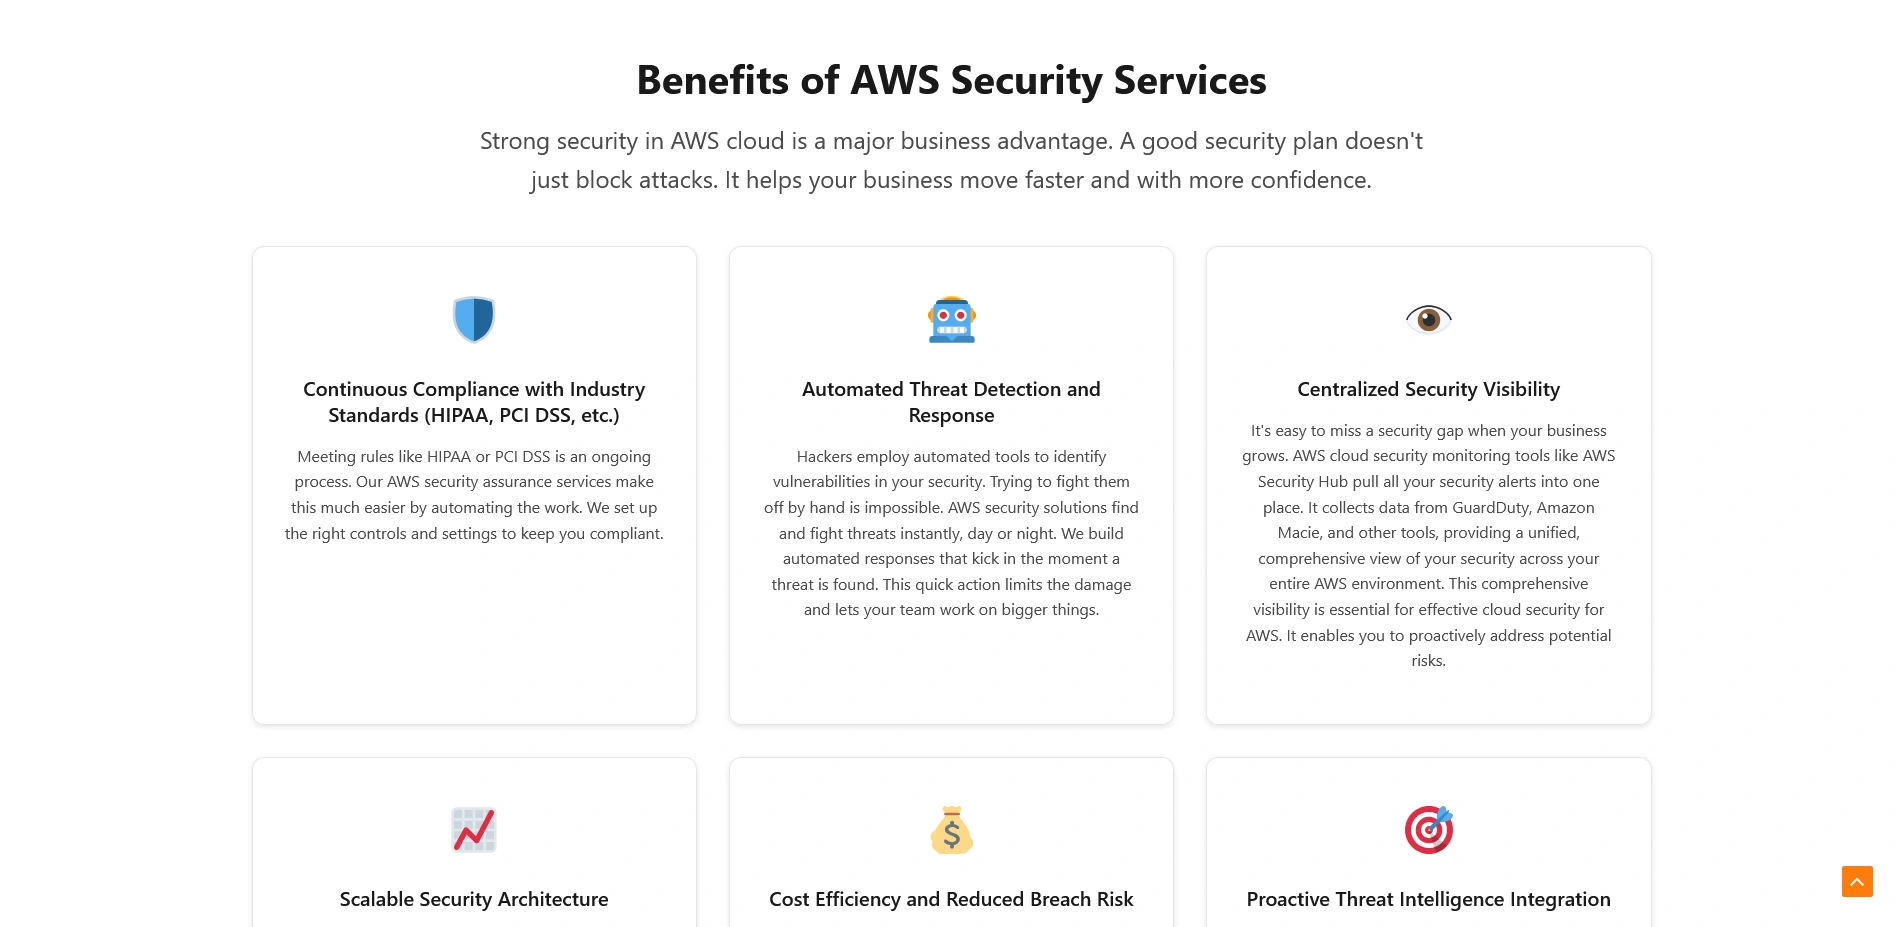 Benefits of AWS Security Services
Strong security in AWS cloud is a major business advantage. A good security plan doesn't
just block attacks. It helps your business move faster and with more confidence.
Continuous Compliance with Industry
Standards (HIPAA, PCI DSS, etc.)
Meeting rules like HIPAA or PCI DSS is an ongoing
process. Our AWS security assurance services make
this much easier by automating the work. We set up
the right controls and settings to keep you compliant.
Automated Threat Detection and
Response
Hackers employ automated tools to identify
vulnerabilities in your security. Trying to fight them
off by hand is impossible. AWS security solutions find
and fight threats instantly, day or night. We build
automated responses that kick in the moment a
threat is found. This quick action limits the damage
and lets your team work on bigger things.
Centralized Security Visibility
It's easy to miss a security gap when your business
grows. AWS cloud security monitoring tools like AWS
Security Hub pull all your security alerts into one
place. It collects data from GuardDuty, Amazon
Macie, and other tools, providing a unified,
comprehensive view of your security across your
entire AWS environment. This comprehensive
visibility is essential for effective cloud security for
AWS. It enables you to proactively address potential
risks.
Scalable Security Architecture
Cost Efficiency and Reduced Breach Risk
Proactive Threat Intelligence Integration